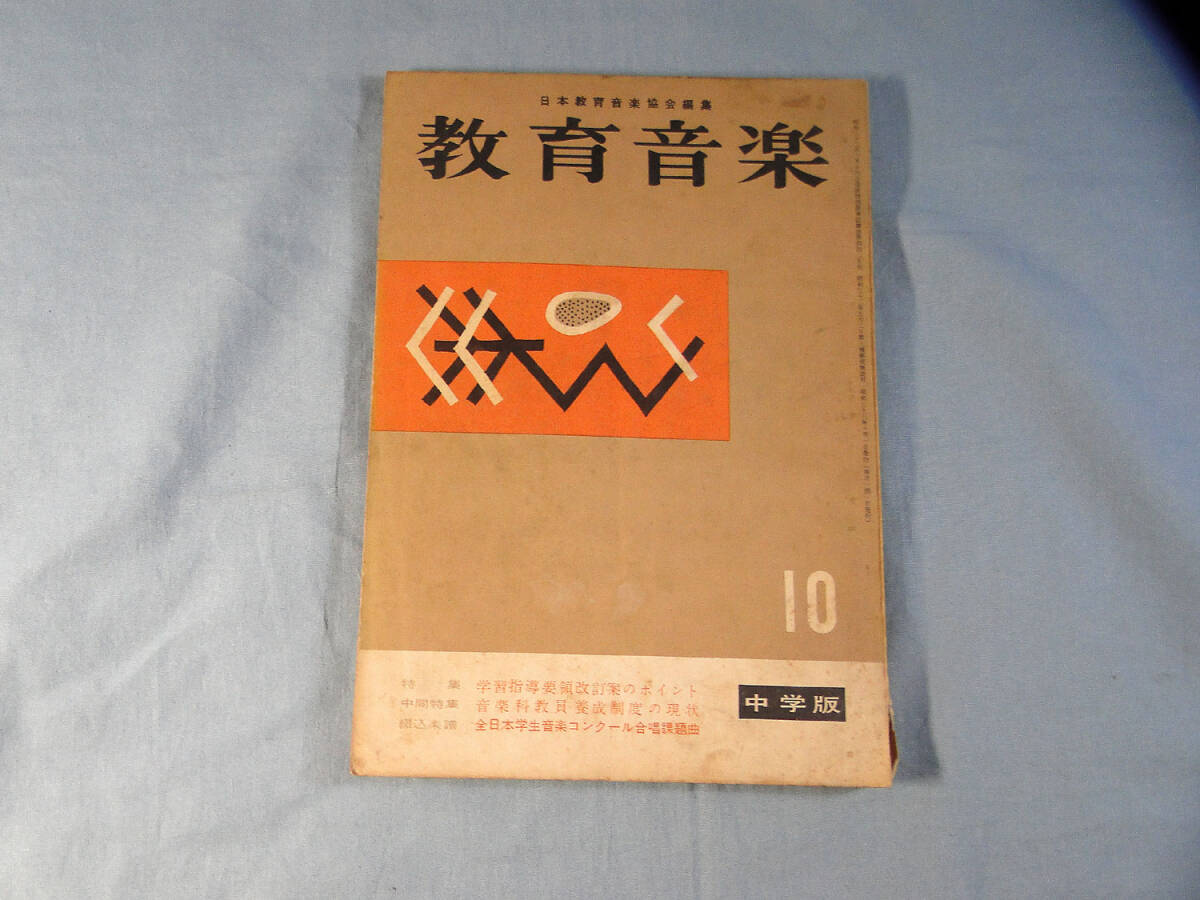 日本教育音楽協会編集
教育音楽
10
特集 学習指導要領改訂案のポイント
中間特集 音楽科教員養成制度の現状
綴込楽譜 全日本学生音楽コンクール合唱課題曲
中学版